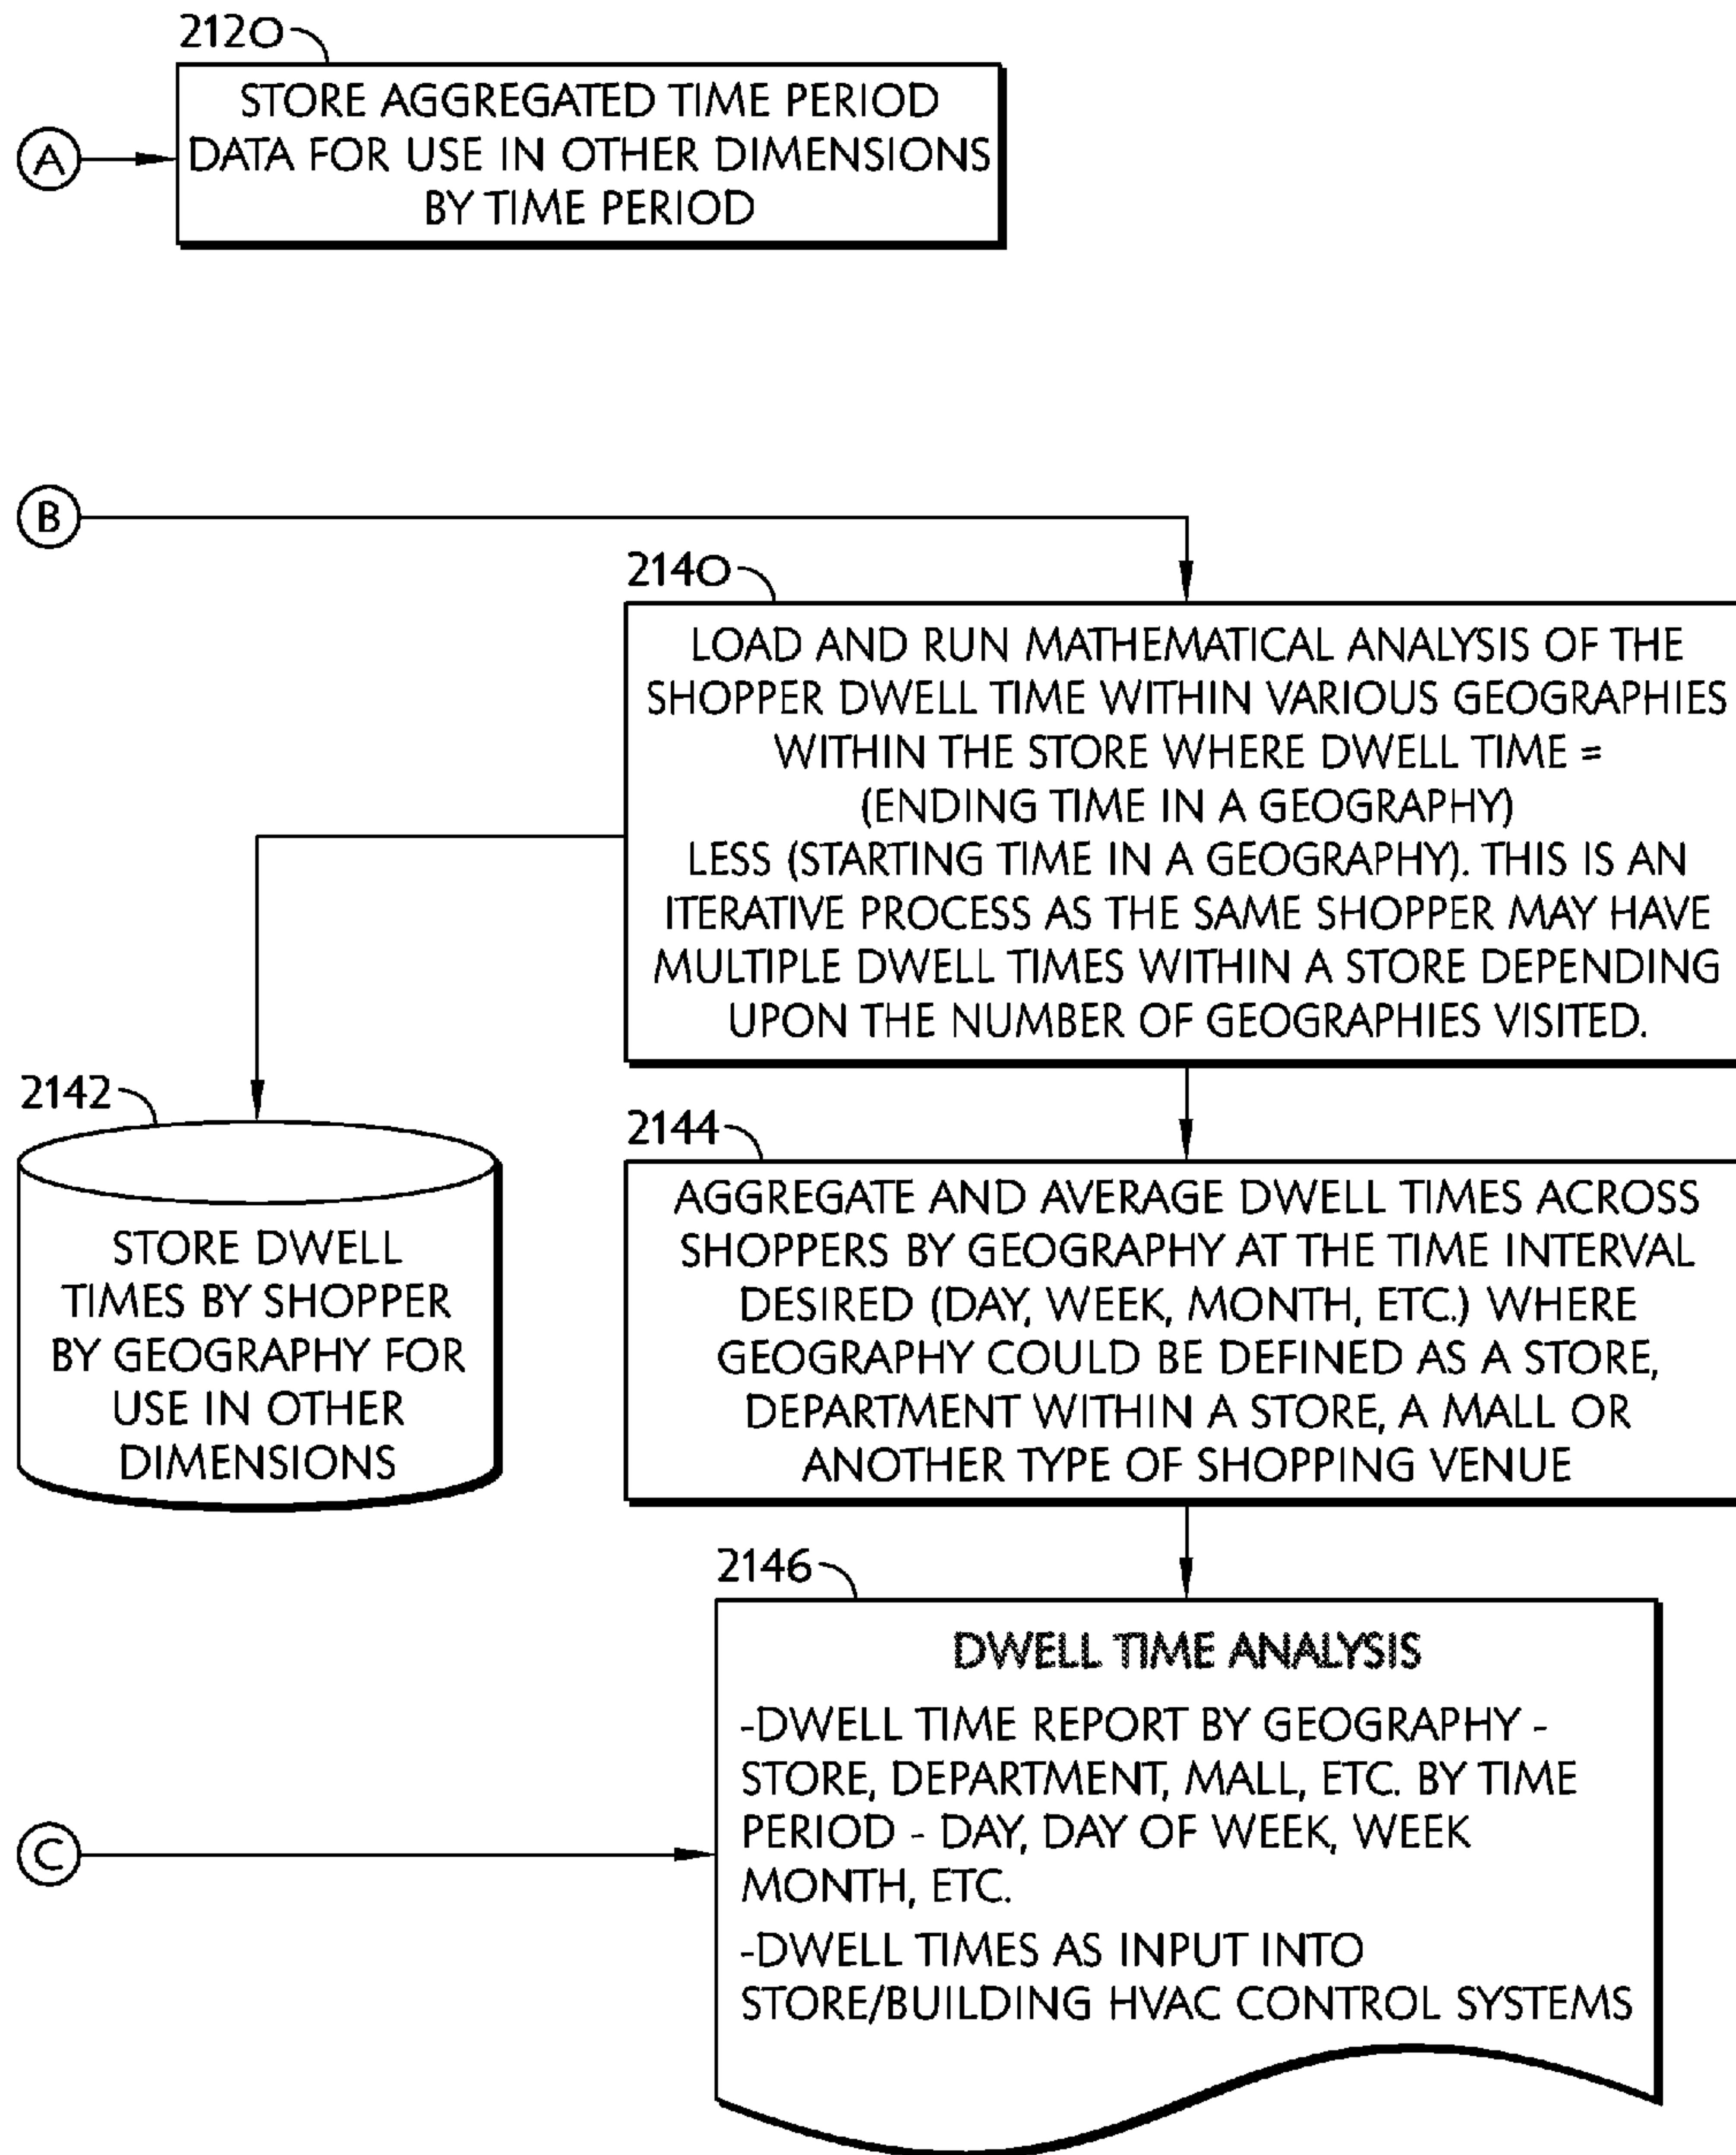 2120
STORE AGGREGATED TIME PERIOD
DATA FOR USE IN OTHER DIMENSIONS
BY TIME PERIOD
A
B
2140
LOAD AND RUN MATHEMATICAL ANALYSIS OF THE
SHOPPER DWELL TIME WITHIN VARIOUS GEOGRAPHIES
WITHIN THE STORE WHERE DWELL TIME =
(ENDING TIME IN A GEOGRAPHY)
LESS (STARTING TIME IN A GEOGRAPHY). THIS IS AN
ITERATIVE PROCESS AS THE SAME SHOPPER MAY HAVE
MULTIPLE DWELL TIMES WITHIN A STORE DEPENDING
UPON THE NUMBER OF GEOGRAPHIES VISITED.
2142
STORE DWELL
TIMES BY SHOPPER
BY GEOGRAPHY FOR
USE IN OTHER
DIMENSIONS
2144
AGGREGATE AND AVERAGE DWELL TIMES ACROSS
SHOPPERS BY GEOGRAPHY AT THE TIME INTERVAL
DESIRED (DAY, WEEK, MONTH, ETC.) WHERE
GEOGRAPHY COULD BE DEFINED AS A STORE,
DEPARTMENT WITHIN A STORE, A MALL OR
ANOTHER TYPE OF SHOPPING VENUE
2146
DWELL TIME ANALYSIS
-DWELL TIME REPORT BY GEOGRAPHY -
STORE, DEPARTMENT, MALL, ETC. BY TIME
PERIOD - DAY, DAY OF WEEK, WEEK
MONTH, ETC.
-DWELL TIMES AS INPUT INTO
STORE/BUILDING HVAC CONTROL SYSTEMS
C